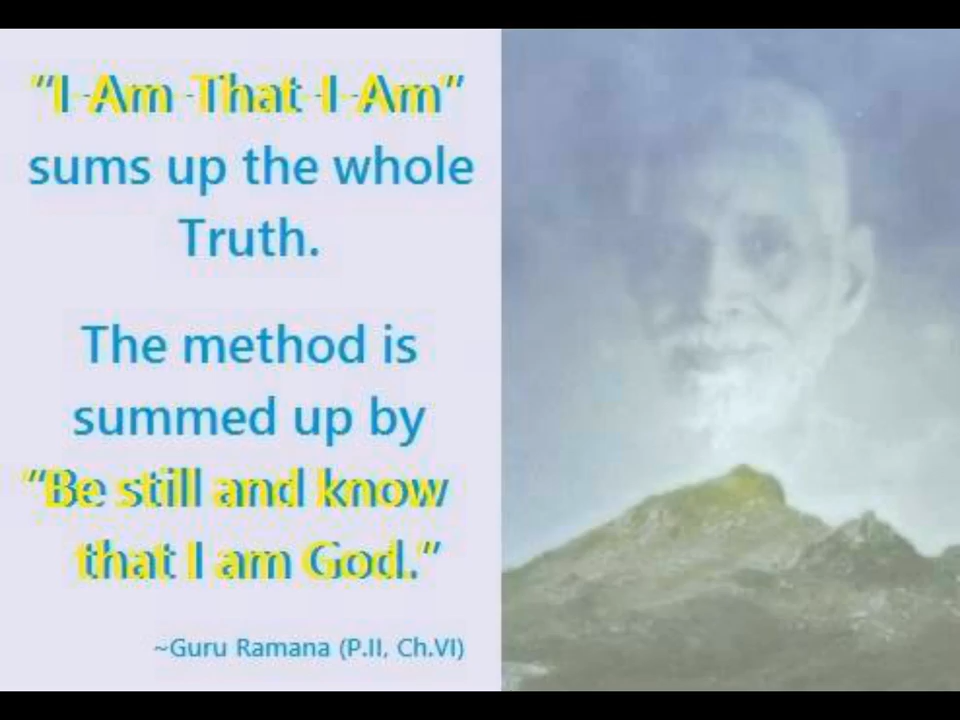 “I-Am-That-I-Am”
sums up the whole
Truth.
The method is
summed up by
“Be still and know
that I am God.”
~Guru Ramana (P.II, Ch.VI)